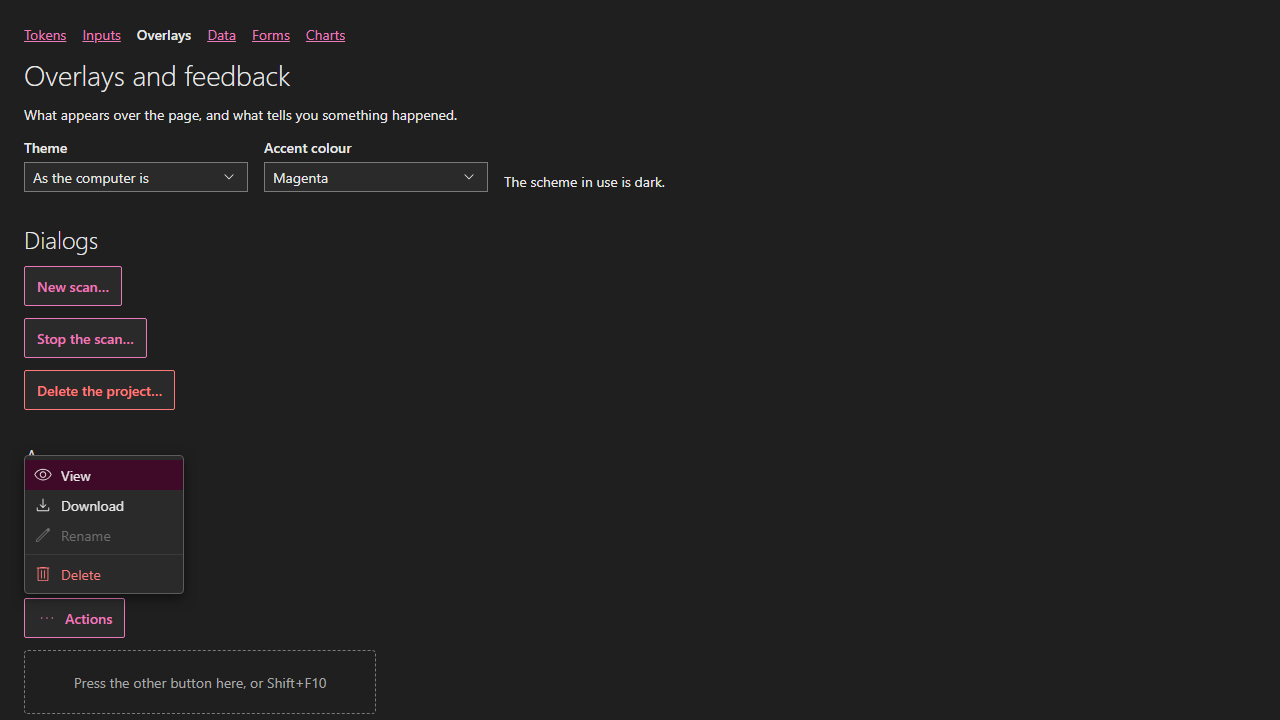 Tokens Inputs Overlays Data Forms Charts
Overlays and feedback
What appears over the page, and what tells you something happened.
Theme Accent colour
As the computer is Magenta The scheme in use is dark.
Dialogs
New scan...
Stop the scan...
Delete the project...
View
Download
Rename
Delete
··· Actions
Press the other button here, or Shift+F10